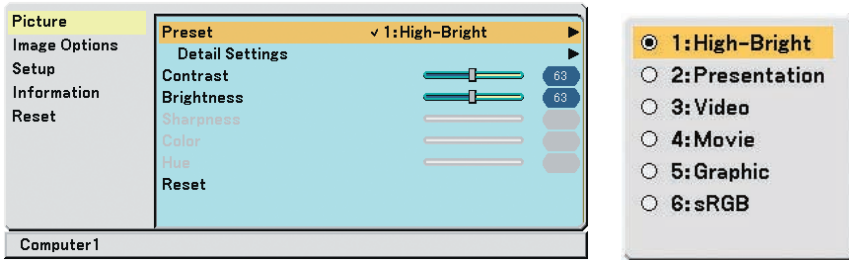 Picture
Image Options
Setup
Information
Reset
Preset ✓ 1:High-Bright
Detail Settings
Contrast 63
Brightness 63
Sharpness
Color
Hue
Reset
Computer1
1:High-Bright
2:Presentation
3:Video
4:Movie
5:Graphic
6:sRGB